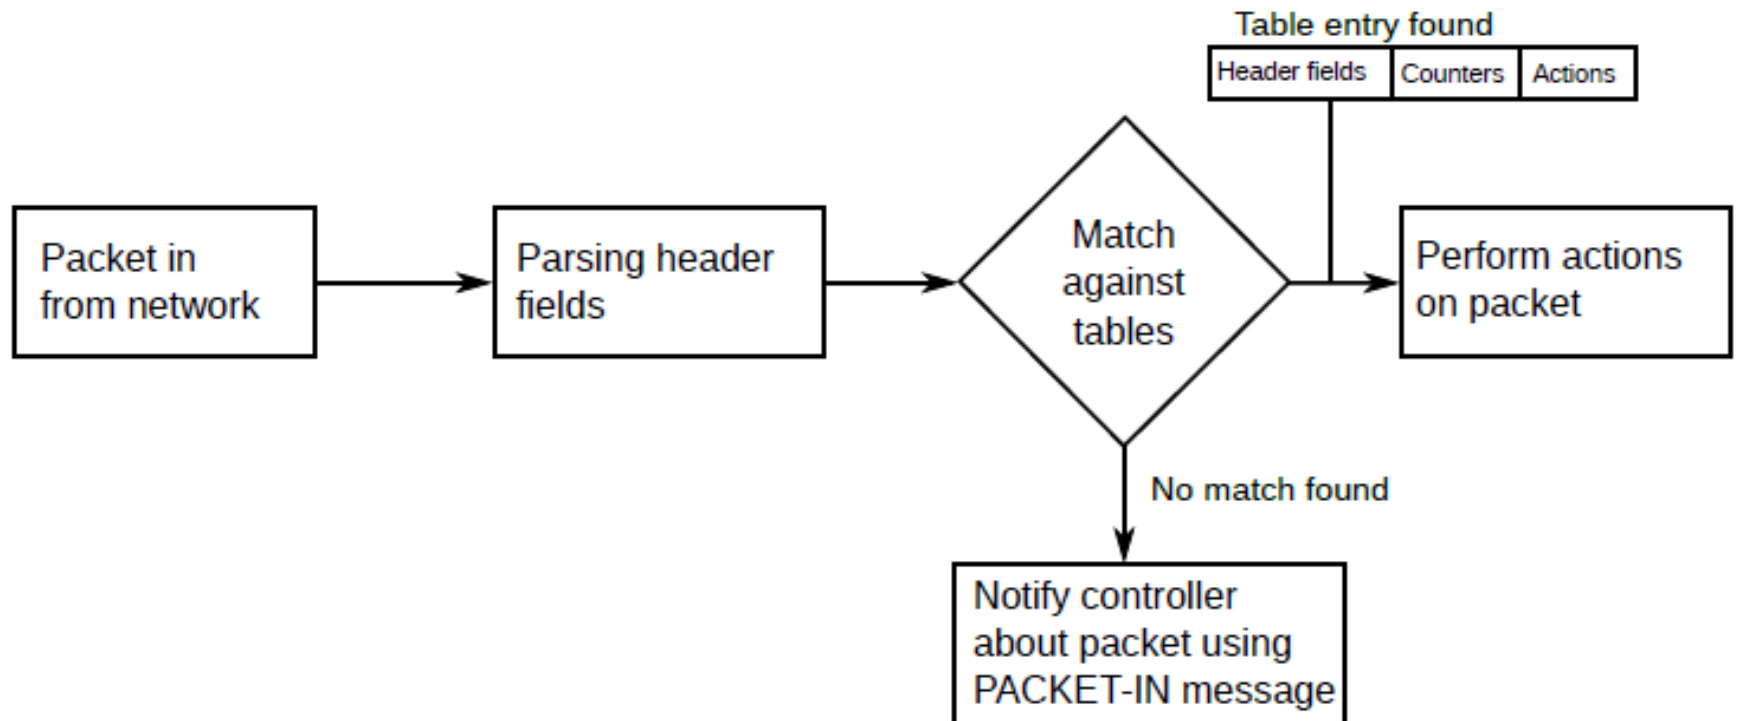 Table entry found
Header fields
Counters
Actions
Packet in
from network
Parsing header
fields
Match
against
tables
Perform actions
on packet
No match found
Notify controller
about packet using
PACKET-IN message